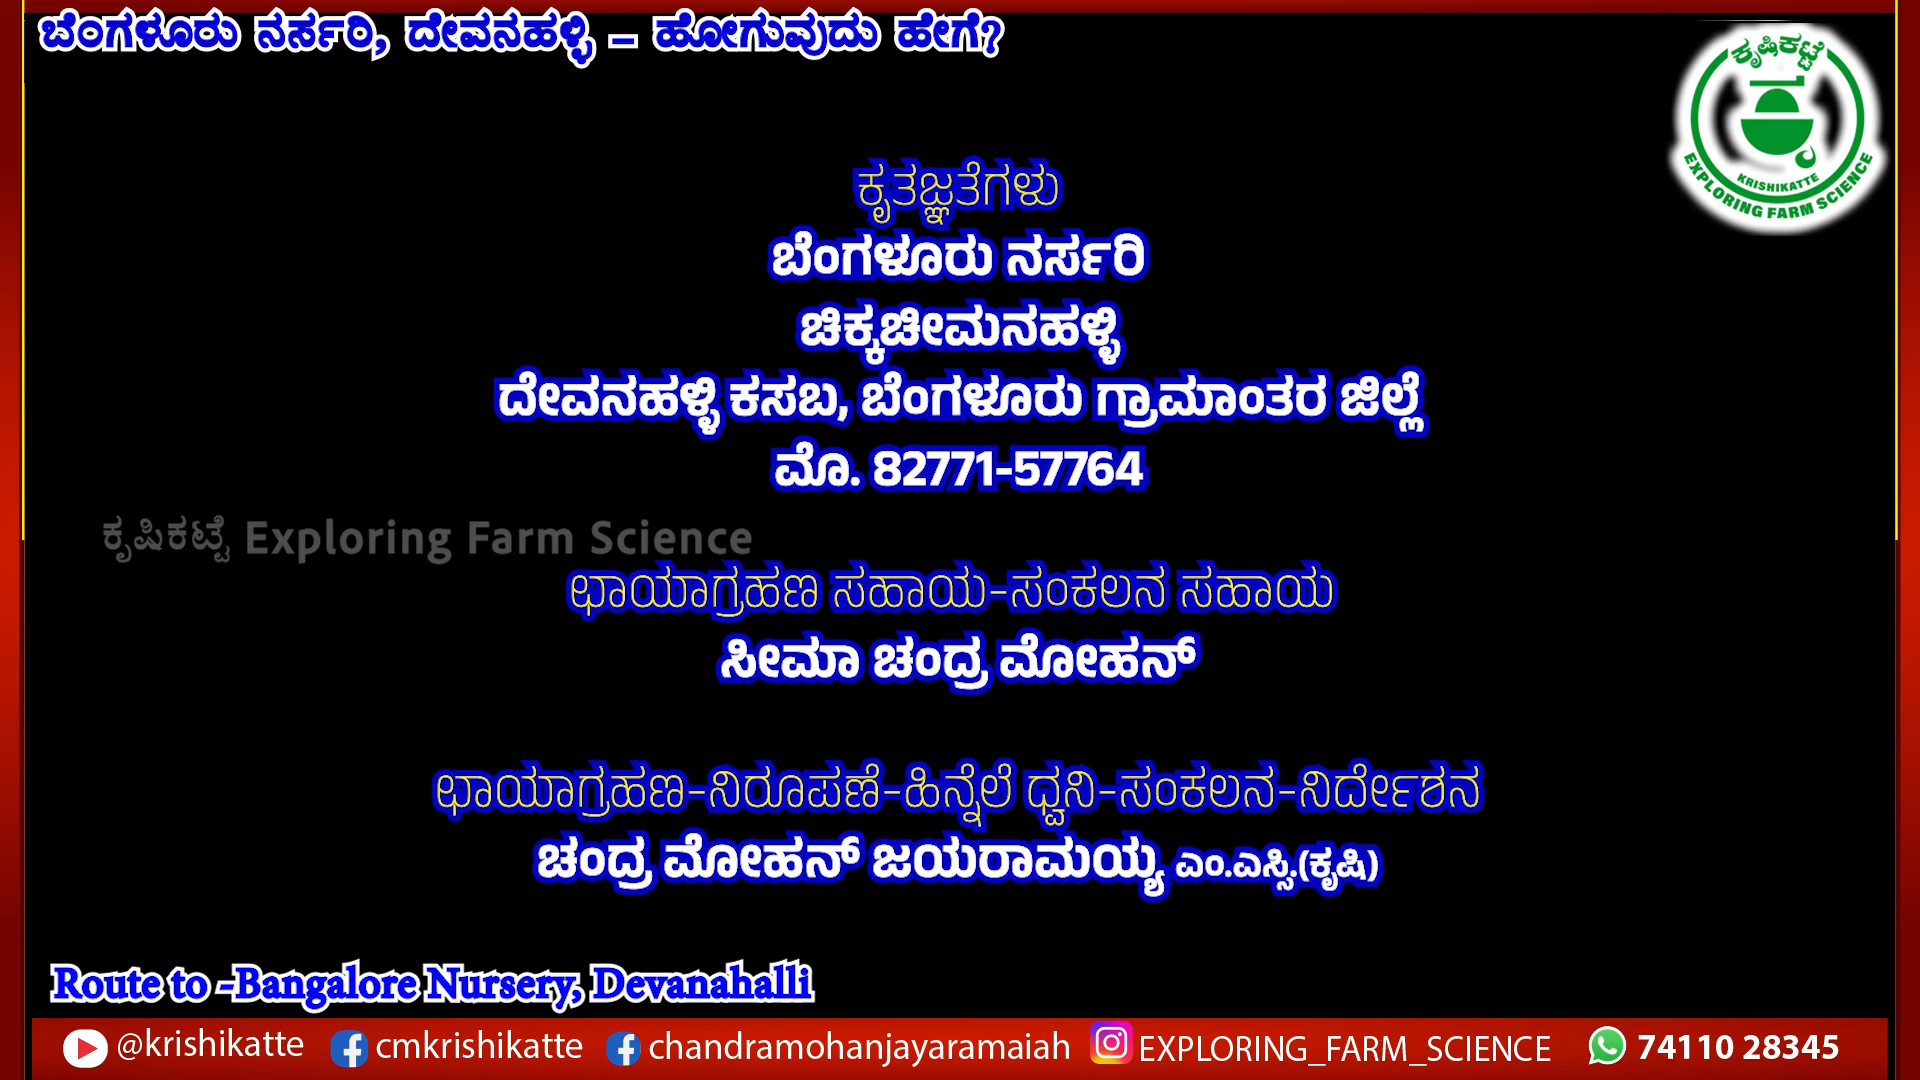 ಬೆಂಗಳೂರು ನರ್ಸರಿ, ದೇವನಹಳ್ಳಿ – ಹೋಗುವುದು ಹೇಗೆ?
ಕೃಷಿಕಟ್ಟೆ
KRISHIKATTE
EXPLORING FARM SCIENCE
ಕೃತಜ್ಞತೆಗಳು
ಬೆಂಗಳೂರು ನರ್ಸರಿ
ಚಿಕ್ಕಚೀಮನಹಳ್ಳಿ
ದೇವನಹಳ್ಳಿ ಕಸಬ, ಬೆಂಗಳೂರು ಗ್ರಾಮಾಂತರ ಜಿಲ್ಲೆ
ಮೊ. 82771-57764
ಕೃಷಿಕಟ್ಟೆ Exploring Farm Science
ಛಾಯಾಗ್ರಹಣ ಸಹಾಯ-ಸಂಕಲನ ಸಹಾಯ
ಸೀಮಾ ಚಂದ್ರ ಮೋಹನ್
ಛಾಯಾಗ್ರಹಣ-ನಿರೂಪಣೆ-ಹಿನ್ನೆಲೆ ಧ್ವನಿ-ಸಂಕಲನ-ನಿರ್ದೇಶನ
ಚಂದ್ರ ಮೋಹನ್ ಜಯರಾಮಯ್ಯ ಎಂ.ಎಸ್ಸಿ.(ಕೃಷಿ)
Route to -Bangalore Nursery, Devanahalli
@krishikatte cmkrishikatte chandramohanjayaramaiah EXPLORING_FARM_SCIENCE 74110 28345